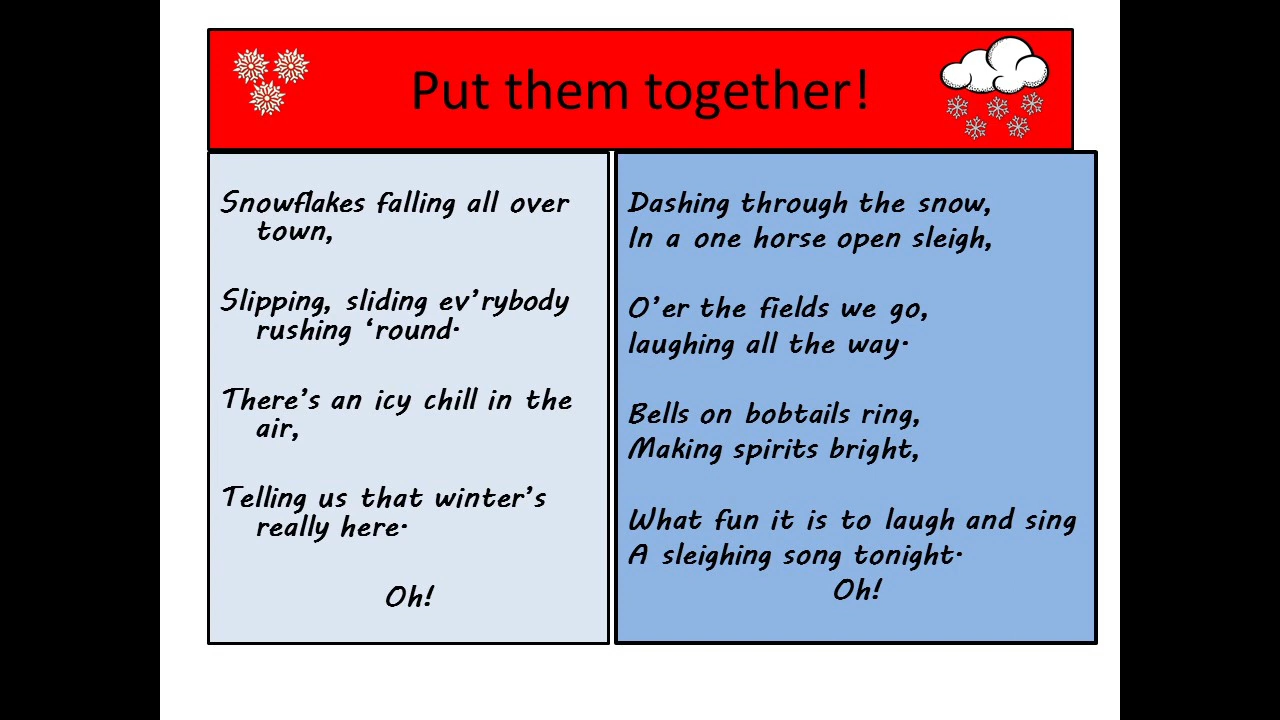 Put them together!
Snowflakes falling all over
town,
Slipping, sliding ev’rybody
rushing ‘round.
There’s an icy chill in the
air,
Telling us that winter’s
really here.
Oh!
Dashing through the snow,
In a one horse open sleigh,
O’er the fields we go,
laughing all the way.
Bells on bobtails ring,
Making spirits bright,
What fun it is to laugh and sing
A sleighing song tonight.
Oh!